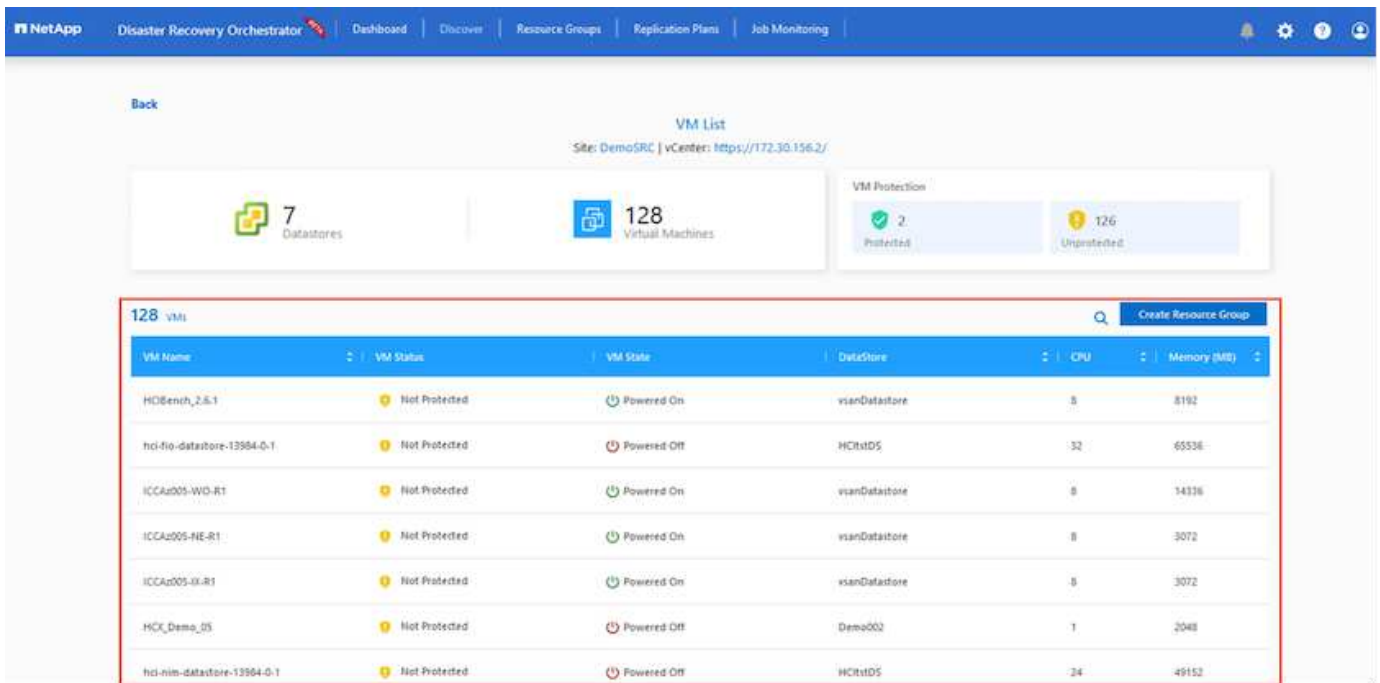 NetApp Disaster Recovery Orchestrator Dashboard Discover Resource Groups Replication Plans Job Monitoring
Back
VM List
Site: DemoSRC | vCenter: https://172.30.156.2/
VM Protection
7 Datastores
128 Virtual Machines
2 Protected
126 Unprotected
128 VMs Create Resource Group
VM Name VM Status VM State DataStore CPU Memory (MB)
HCIBench_2.6.1 Not Protected Powered On vsanDatastore 8 8192
hci-fio-datastore-13984-0-1 Not Protected Powered Off HCItstDS 32 65536
ICCAz005-WO-R1 Not Protected Powered On vsanDatastore 8 14336
ICCAz005-NE-R1 Not Protected Powered On vsanDatastore 8 3072
ICCAz005-IX-R1 Not Protected Powered On vsanDatastore 8 3072
HCX_Demo_05 Not Protected Powered Off Demo002 1 2048
hci-nim-datastore-13984-0-1 Not Protected Powered Off HCItstDS 24 49152